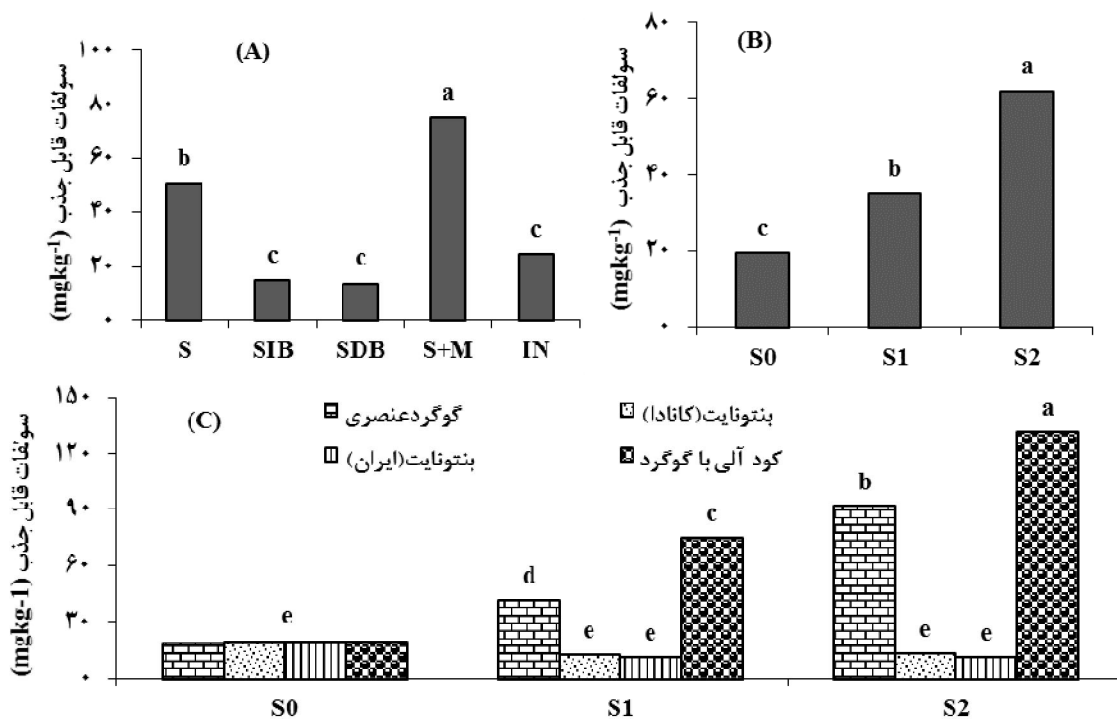 (A)
سولفات قابل جذب (mgkg-1)
۱۰۰
۸۰
۶۰
۴۰
۲۰
۰
b
c
c
a
c
S SIB SDB S+M IN
(B)
سولفات قابل جذب (mgkg-1)
۸۰
۶۰
۴۰
۲۰
۰
c
b
a
S0 S1 S2
(C)
سولفات قابل جذب (mgkg-1)
۱۵۰
۱۲۰
۹۰
۶۰
۳۰
۰
گوگردعنصری
بنتونایت(کانادا)
بنتونایت(ایران)
کود آلی با گوگرد
e
d
e
e
c
b
e
e
a
S0 S1 S2